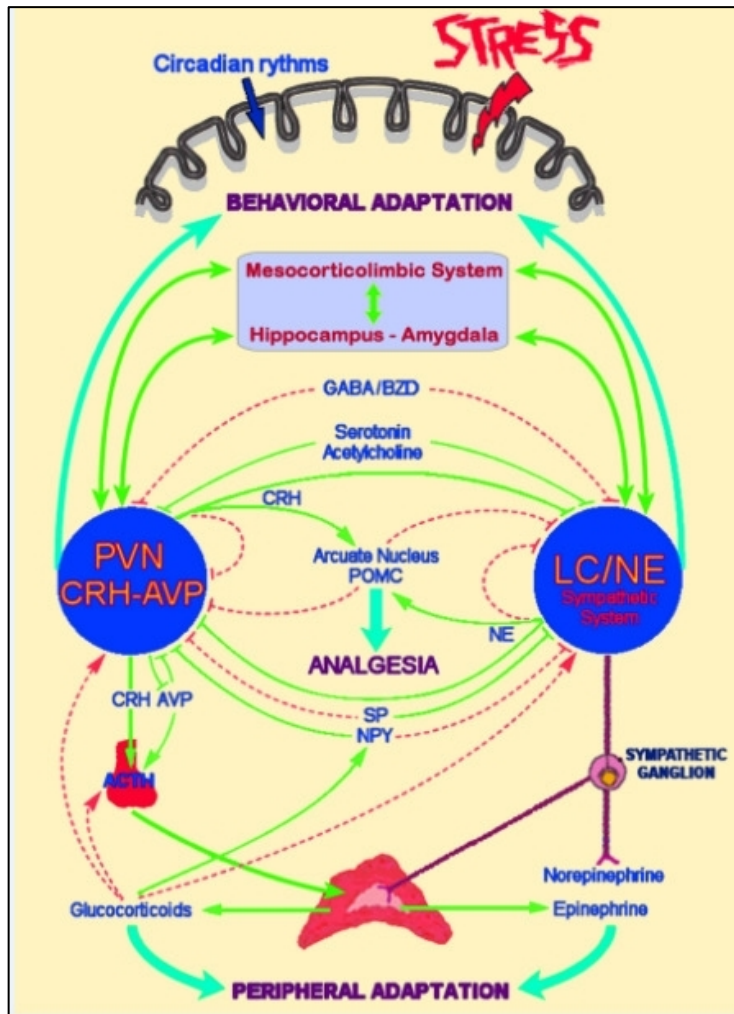 STRESS
Circadian rythms
BEHAVIORAL ADAPTATION
Mesocorticolimbic System
Hippocampus - Amygdala
GABA/BZD
Serotonin
Acetylcholine
CRH
PVN
CRH-AVP
Arcuate Nucleus
POMC
LC/NE
Sympathetic
System
NE
ANALGESIA
CRH AVP
SP
NPY
ACTH
SYMPATHETIC
GANGLION
Norepinephrine
Glucocorticoids
Epinephrine
PERIPHERAL ADAPTATION